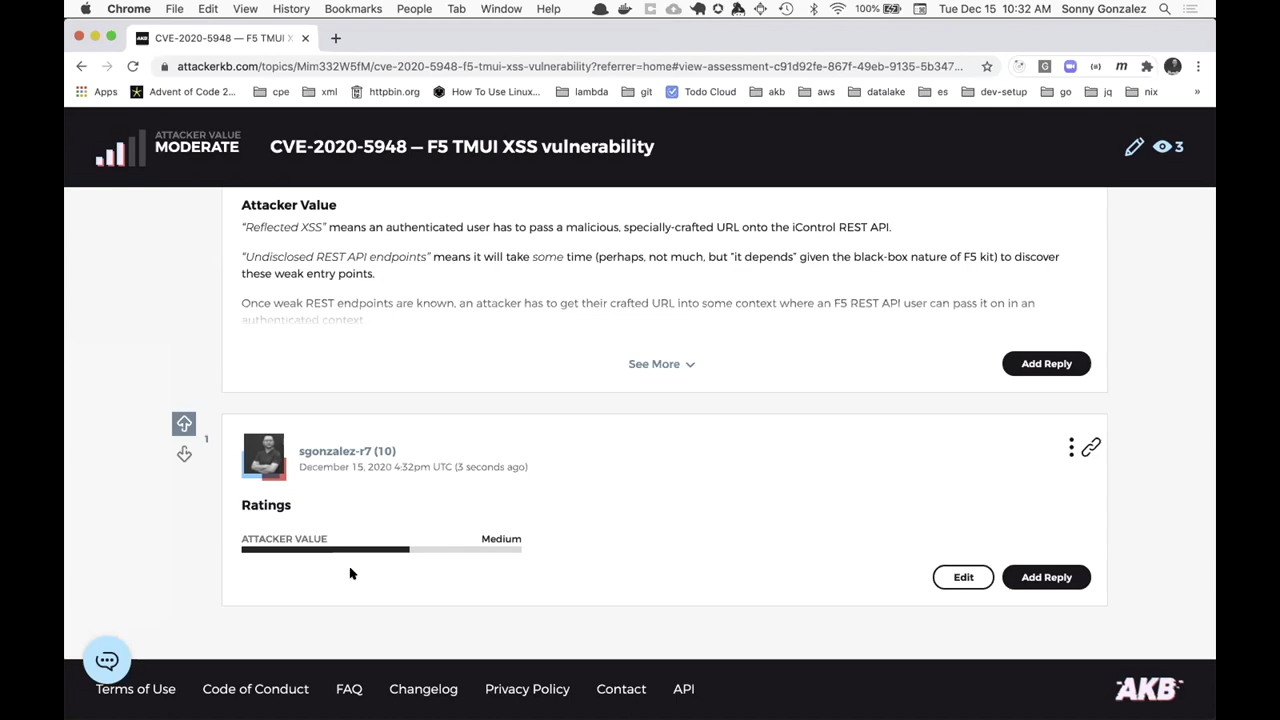 Chrome File Edit View History Bookmarks People Tab Window Help 100% Tue Dec 15 10:32 AM Sonny Gonzalez
AKB CVE-2020-5948 — F5 TMUI X
attackerkb.com/topics/Mim332W5fM/cve-2020-5948-f5-tmui-xss-vulnerability?referrer=home#view-assessment-c91d92fe-867f-49eb-9135-5b347...
Apps Advent of Code 2... cpe xml httpbin.org How To Use Linux... lambda git Todo Cloud akb aws datalake es dev-setup go jq nix »
ATTACKER VALUE
MODERATE
CVE-2020-5948 — F5 TMUI XSS vulnerability
3
Attacker Value
“Reflected XSS” means an authenticated user has to pass a malicious, specially-crafted URL onto the iControl REST API.
“Undisclosed REST API endpoints” means it will take some time (perhaps, not much, but “it depends” given the black-box nature of F5 kit) to discover
these weak entry points.
Once weak REST endpoints are known, an attacker has to get their crafted URL into some context where an F5 REST API user can pass it on in an
authenticated context
See More
Add Reply
1
sgonzalez-r7 (10)
December 15, 2020 4:32pm UTC (3 seconds ago)
Ratings
ATTACKER VALUE Medium
Edit
Add Reply
Terms of Use Code of Conduct FAQ Changelog Privacy Policy Contact API
AKB